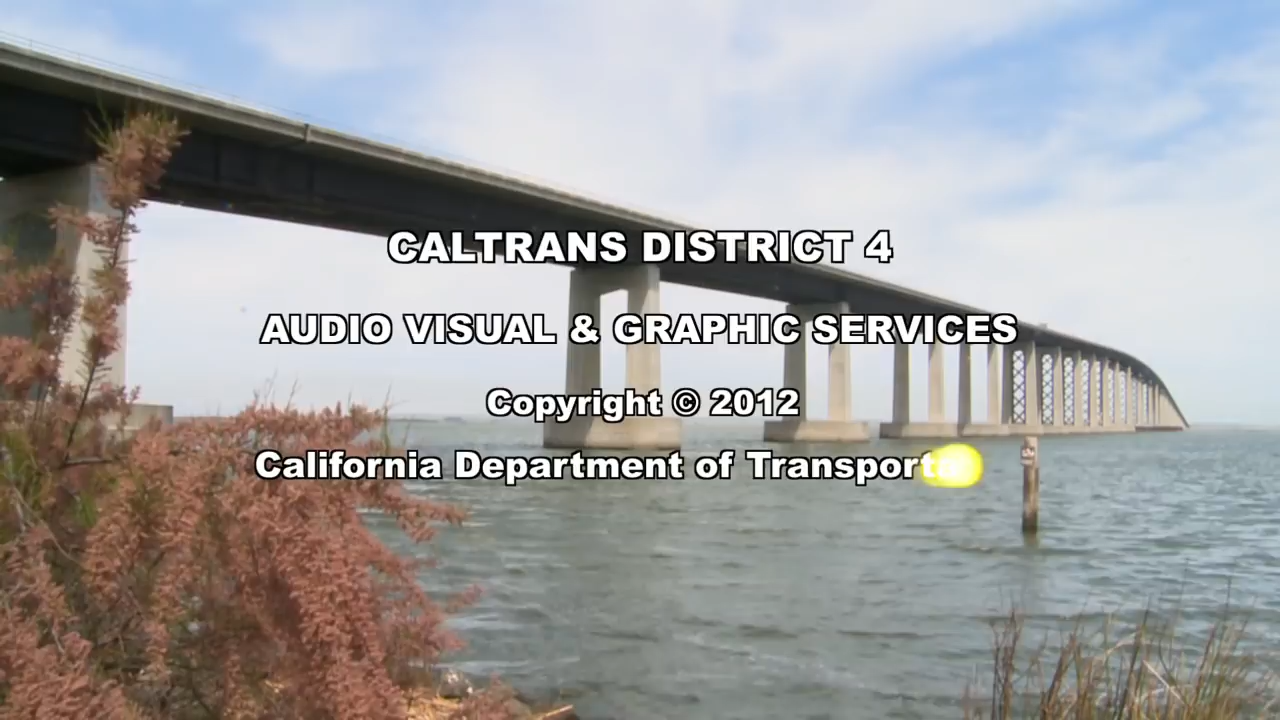 CALTRANS DISTRICT 4
AUDIO VISUAL & GRAPHIC SERVICES
Copyright © 2012
California Department of